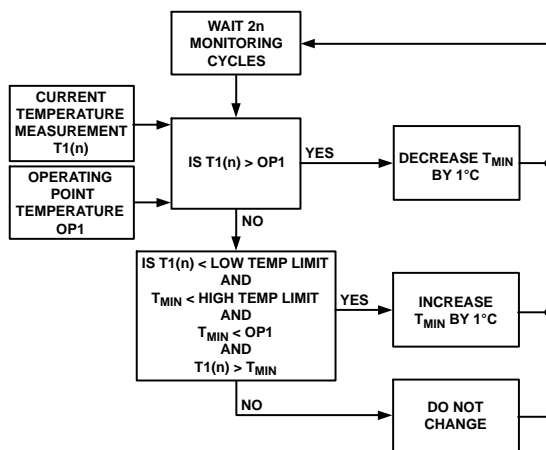 WAIT 2n
MONITORING
CYCLES
CURRENT
TEMPERATURE
MEASUREMENT
T1(n)
OPERATING
POINT
TEMPERATURE
OP1
IS T1(n) > OP1
YES
DECREASE TMIN
BY 1°C
NO
IS T1(n) < LOW TEMP LIMIT
AND
TMIN < HIGH TEMP LIMIT
AND
TMIN < OP1
AND
T1(n) > TMIN
YES
INCREASE
TMIN BY 1°C
NO
DO NOT
CHANGE